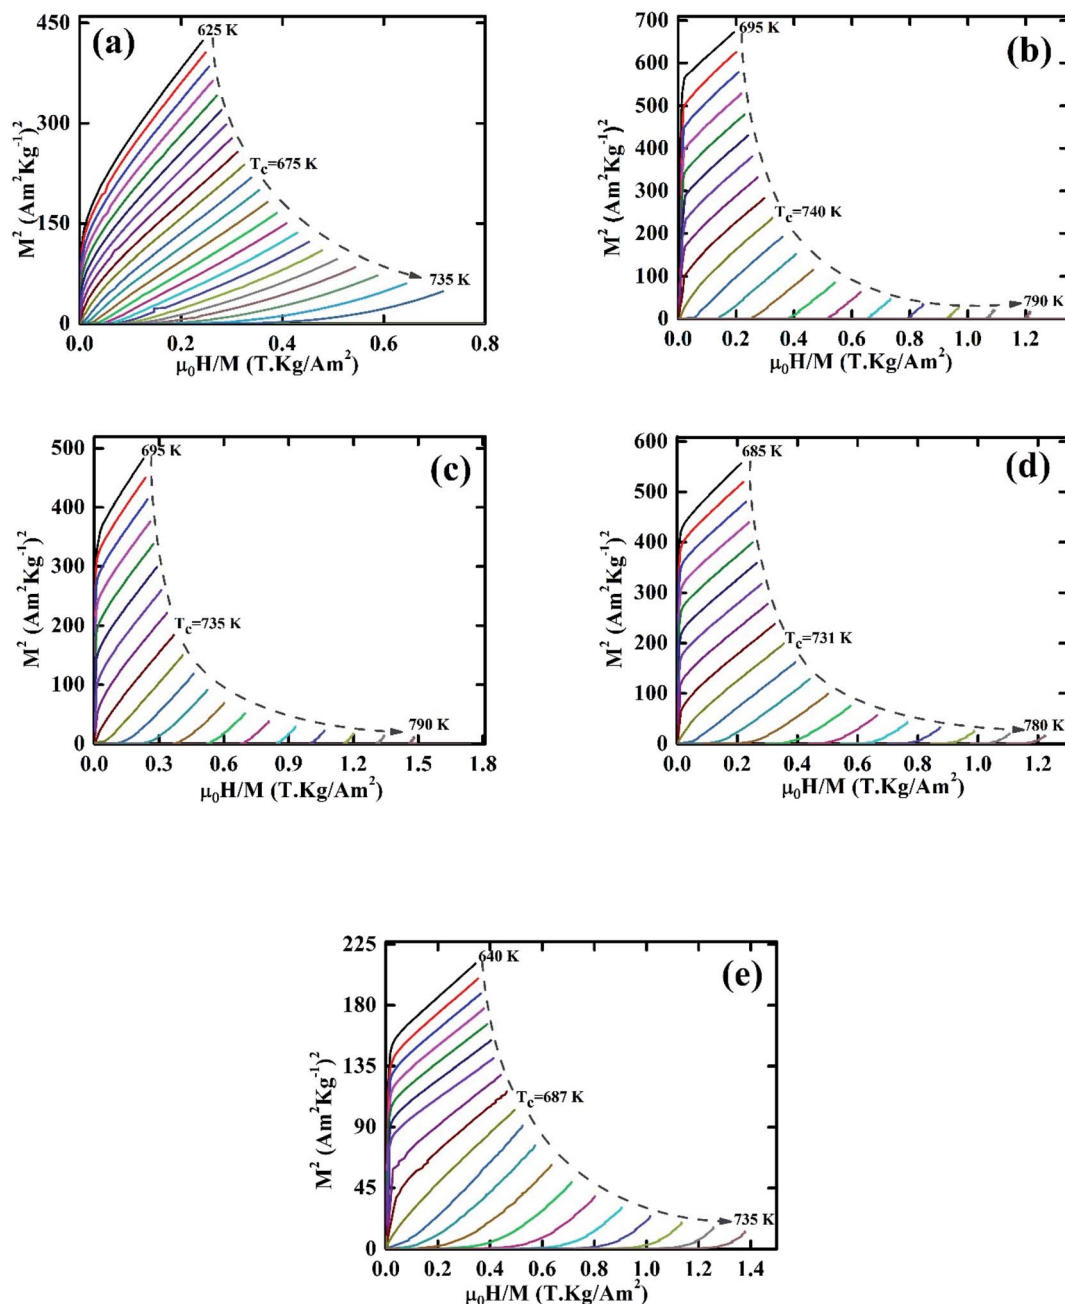 (a)
625 K
T_c=675 K
735 K
450
300
150
0
M² (Am²Kg⁻¹)²
0.0 0.2 0.4 0.6 0.8
μ₀H/M (T.Kg/Am²)
(b)
695 K
T_c=740 K
790 K
700
600
500
400
300
200
100
0
M² (Am²Kg⁻¹)²
0.0 0.2 0.4 0.6 0.8 1.0 1.2
μ₀H/M (T.Kg/Am²)
(c)
695 K
T_c=735 K
790 K
500
400
300
200
100
0
M² (Am²Kg⁻¹)²
0.0 0.3 0.6 0.9 1.2 1.5 1.8
μ₀H/M (T.Kg/Am²)
(d)
685 K
T_c=731 K
780 K
600
500
400
300
200
100
0
M² (Am²Kg⁻¹)²
0.0 0.2 0.4 0.6 0.8 1.0 1.2
μ₀H/M (T.Kg/Am²)
(e)
640 K
T_c=687 K
735 K
225
180
135
90
45
0
M² (Am²Kg⁻¹)²
0.0 0.2 0.4 0.6 0.8 1.0 1.2 1.4
μ₀H/M (T.Kg/Am²)